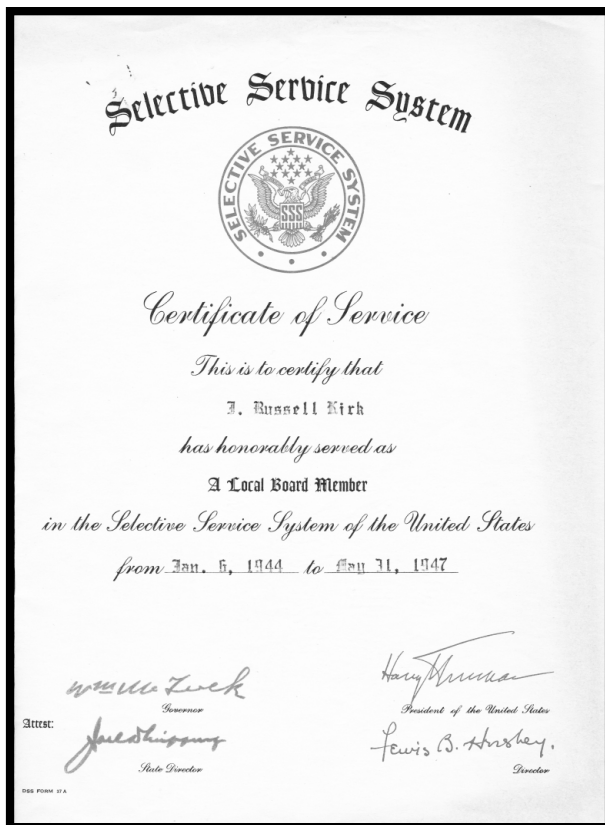 Selective Service System
SELECTIVE SERVICE SYSTEM
SSS
Certificate of Service
This is to certify that
J. Russell Kirk
has honorably served as
A Local Board Member
in the Selective Service System of the United States
from Jan. 6, 1944 to May 31, 1947
Wm M Tuck
Harry Truman
Governor
President of the United States
Attest:
Lewis B. Hershey.
State Director
Director
DSS FORM 37 A